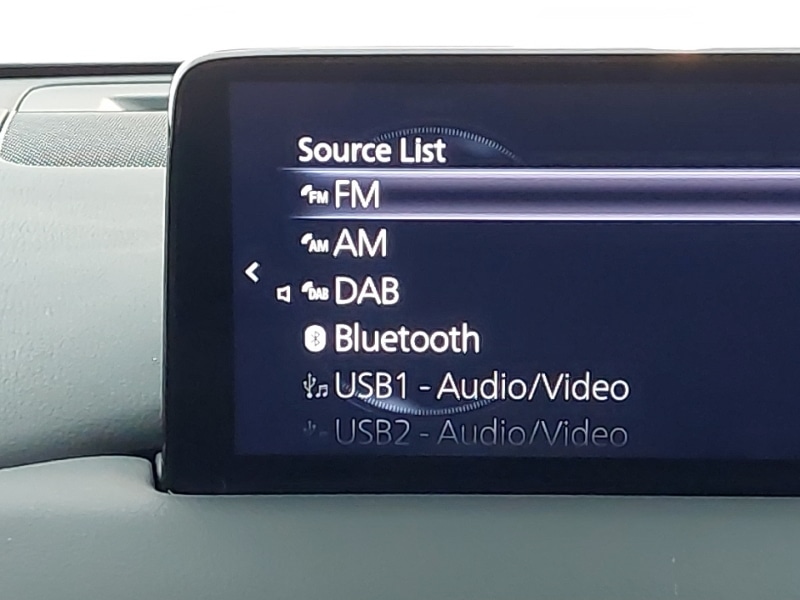 Source List
FM FM
AM AM
DAB DAB
Bluetooth
USB1 - Audio/Video
USB2 - Audio/Video